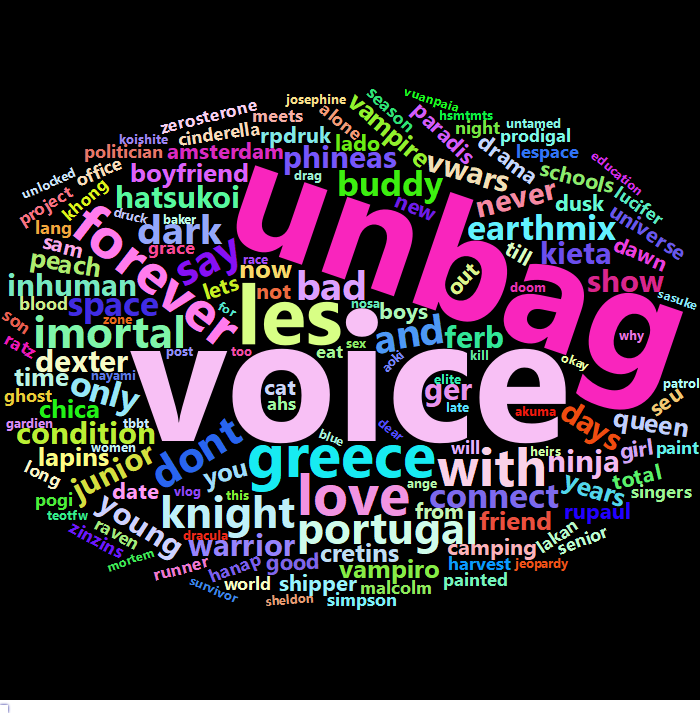 vuanpaia
josephine season hsmtmts
zerosterone meets alone vampire paradis night untamed
koishite cinderella rpdruk lado drama prodigal
politician amsterdam phineas vwars lespace education
unlocked office boyfriend drag buddy never schools lucifer
project khong hatsukoi unbag new dusk universe
lang druck baker dark earthmix
sam grace say race now out till kieta dawn
peach forever lets not bad show sasuke
inhuman space les for boys doom
son blood zone nosa and ferb why
ratz imortal post too eat sex aoki kill okay
dexter voice
time nayami only cat elite ger patrol
ghost chica ahs late akuma days seu
gardien tbbt dont blue dear queen
condition women greece will heirs girl paint
long lapins junior you with ninja total
pogi date vlog this love ange connect years singers
teotfw young knight from friend rupaul
zinzins raven dracula portugal lakan senior
mortem warrior cretins camping
runner hanap good vampiro harvest jeopardy
survivor world shipper malcolm painted
sheldon simpson